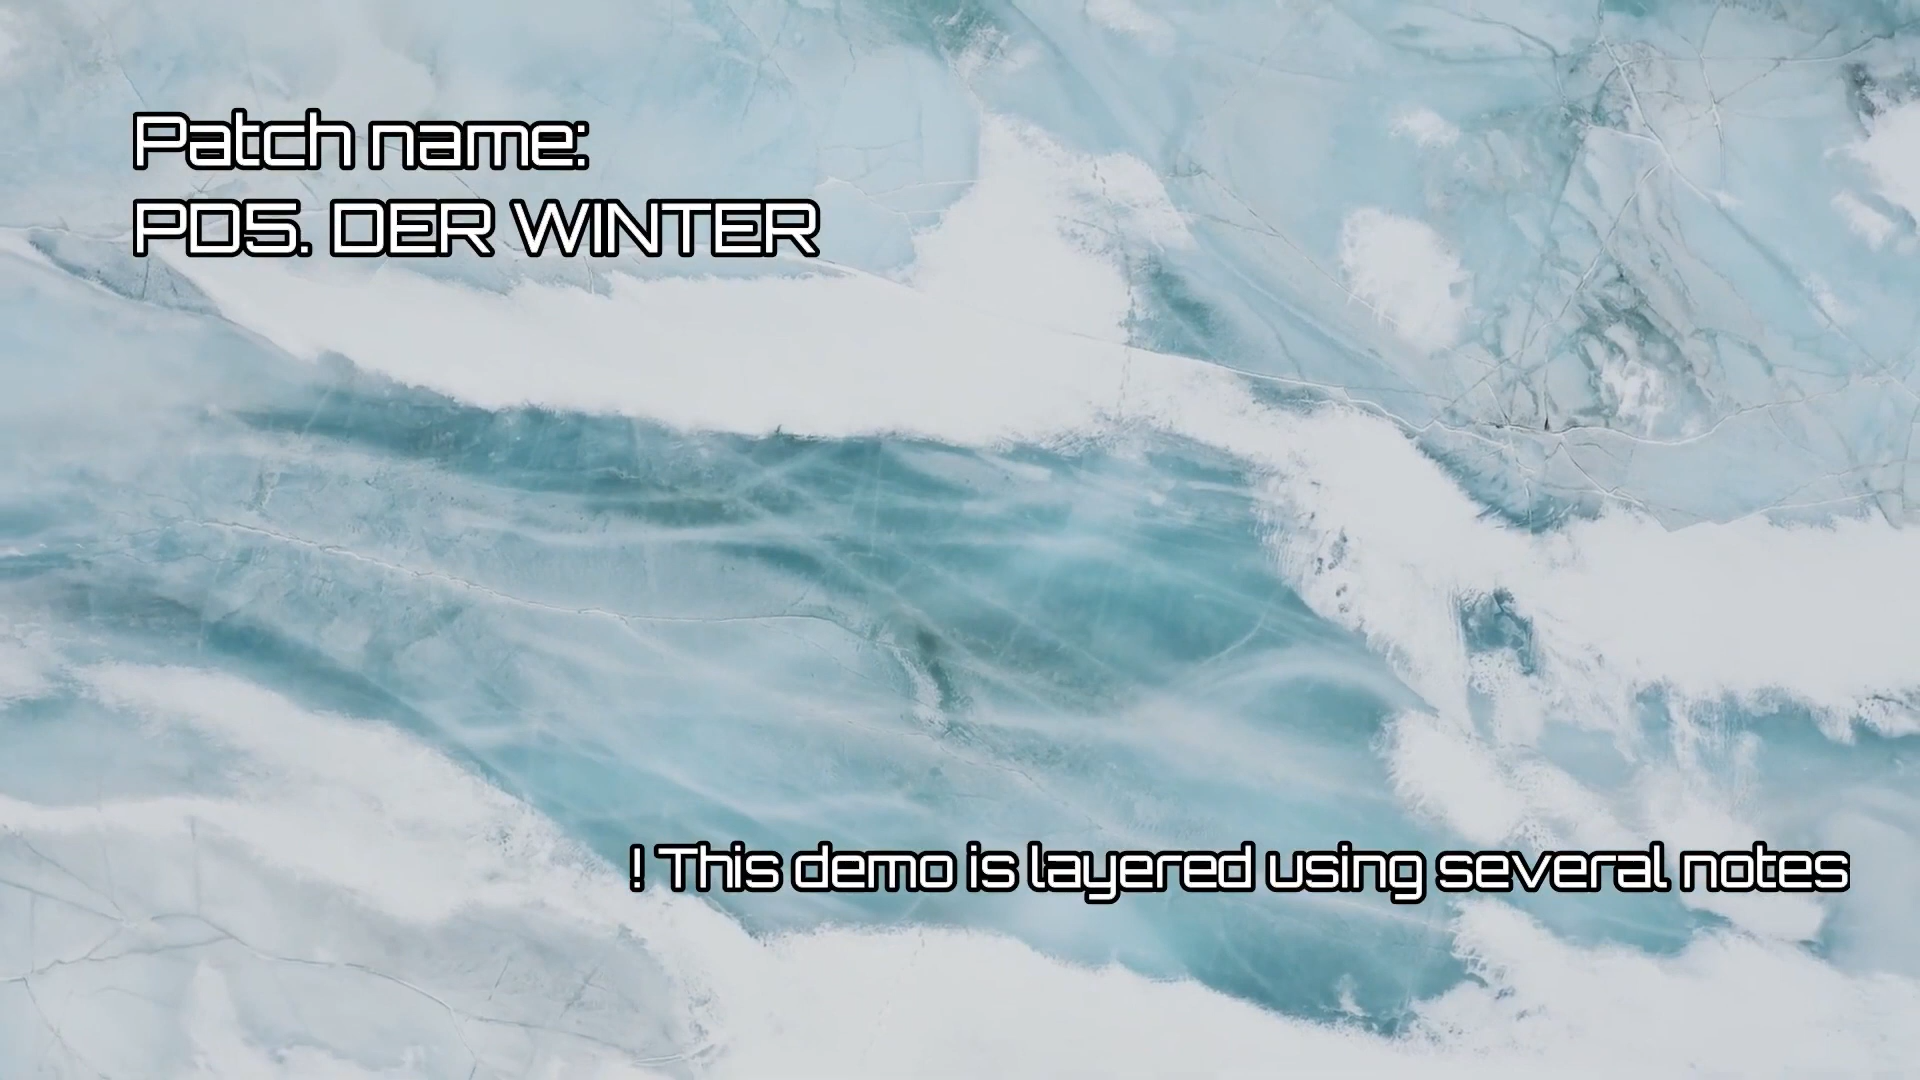 Patch name:
PD5. DER WINTER
! This demo is layered using several notes